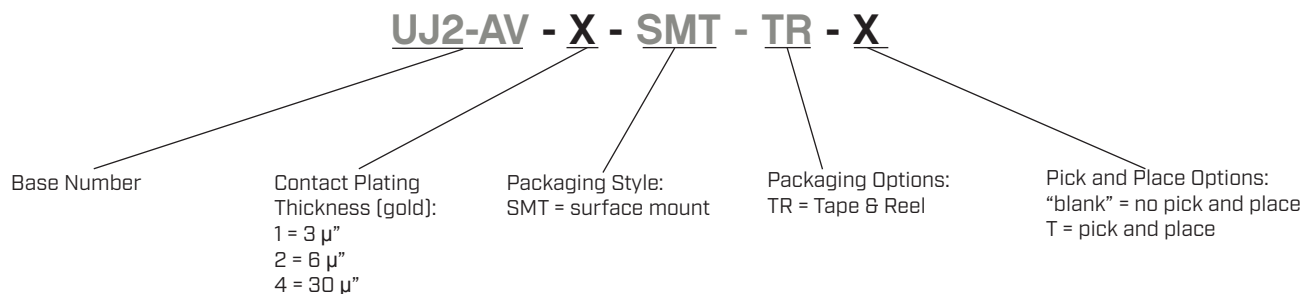 UJ2-AV - X - SMT - TR - X
Base Number
Contact Plating
Thickness (gold):
1 = 3 µ”
2 = 6 µ”
4 = 30 µ”
Packaging Style:
SMT = surface mount
Packaging Options:
TR = Tape & Reel
Pick and Place Options:
“blank” = no pick and place
T = pick and place